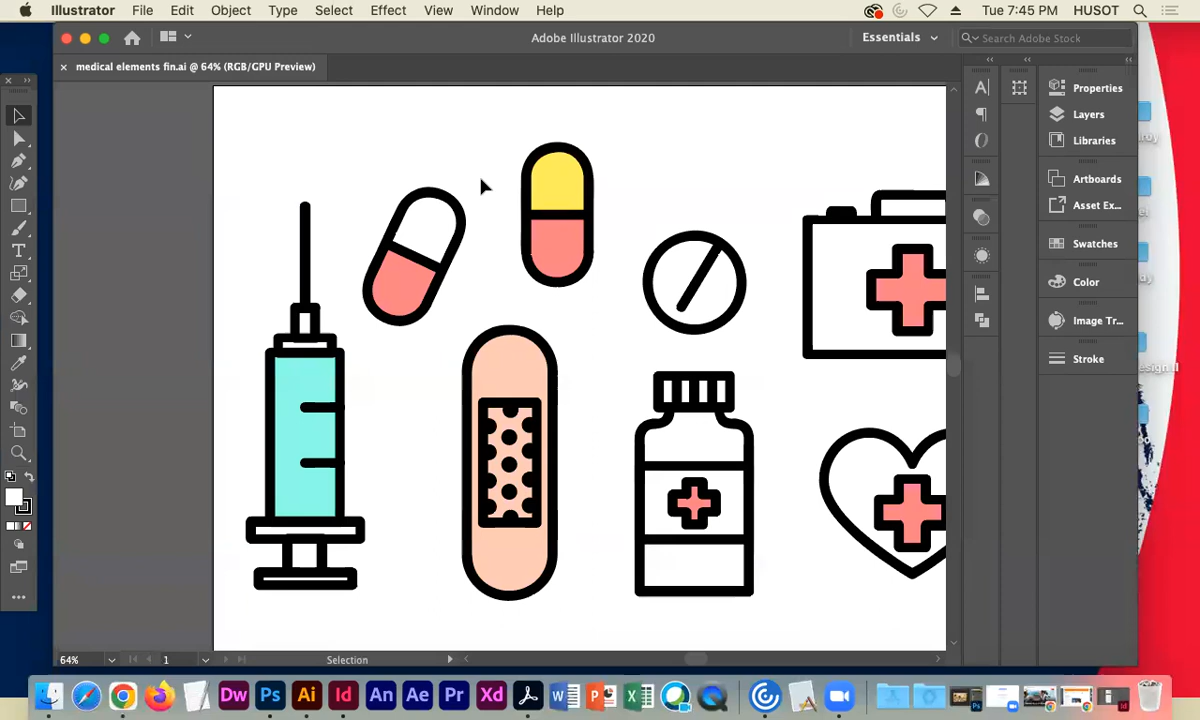 Illustrator File Edit Object Type Select Effect View Window Help Tue 7:45 PM HUSOT
Adobe Illustrator 2020 Essentials Search Adobe Stock
medical elements fin.ai @ 64% (RGB/GPU Preview)
Properties
Layers
Libraries
Artboards
Asset Ex...
Swatches
Color
Image Tr...
Stroke
64% 1 Selection
Dw Ps Ai Id An Ae Pr Xd